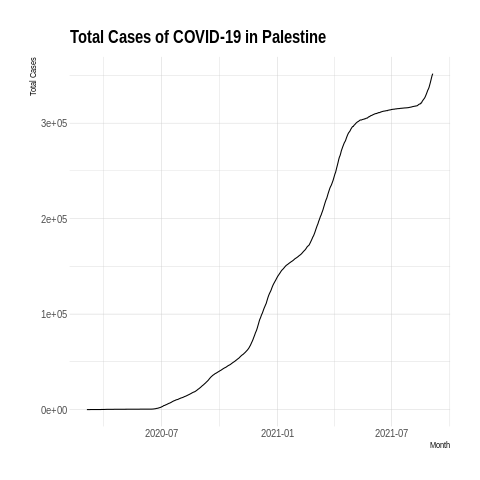 Total Cases of COVID-19 in Palestine
Total Cases
3e+05
2e+05
1e+05
0e+00
2020-07 2021-01 2021-07
Month